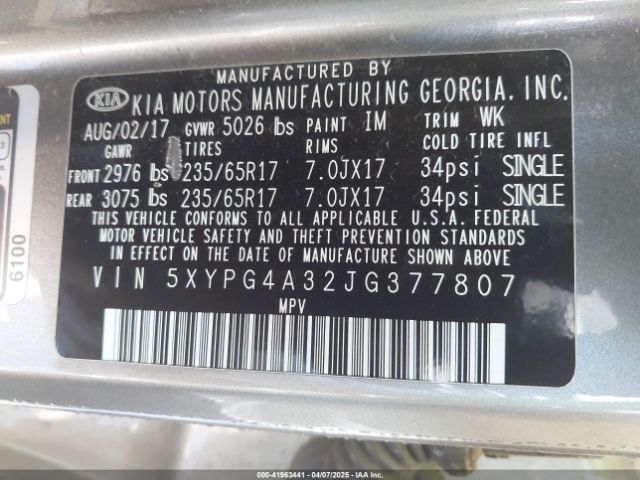 MANUFACTURED BY
KIA KIA MOTORS MANUFACTURING GEORGIA, INC.
AUG/02/17 GVWR 5026 lbs PAINT IM TRIM WK
GAWR TIRES RIMS COLD TIRE INFL
FRONT 2976 lbs 235/65R17 7.0JX17 34psi SINGLE
REAR 3075 lbs 235/65R17 7.0JX17 34psi SINGLE
THIS VEHICLE CONFORMS TO ALL APPLICABLE U.S.A. FEDERAL
MOTOR VEHICLE SAFETY, BUMPER, AND THEFT PREVENTION STANDARDS
IN EFFECT ON THE DATE OF MANUFACTURE SHOWN ABOVE
VIN 5XYPG4A32JG377807
MPV
6100
000-41963441 - 04/07/2025 - IAA Inc.